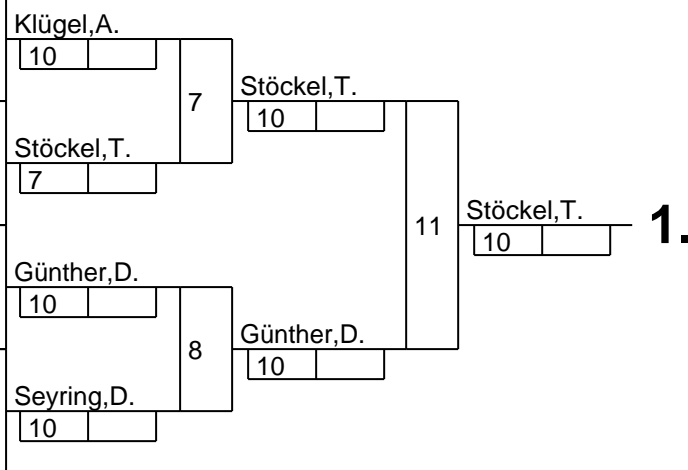 Klügel,A.
10
7
Stöckel,T.
10
Stöckel,T.
7
Stöckel,T.
10
1.
11
Günther,D.
10
8
Günther,D.
10
Seyring,D.
10